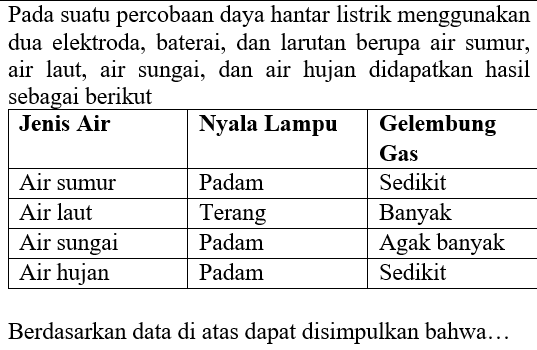 Pada suatu percobaan daya hantar listrik menggunakan
dua elektroda, baterai, dan larutan berupa air sumur,
air laut, air sungai, dan air hujan didapatkan hasil
sebagai berikut
Jenis Air Nyala Lampu Gelembung Gas
Air sumur Padam Sedikit
Air laut Terang Banyak
Air sungai Padam Agak banyak
Air hujan Padam Sedikit
Berdasarkan data di atas dapat disimpulkan bahwa…